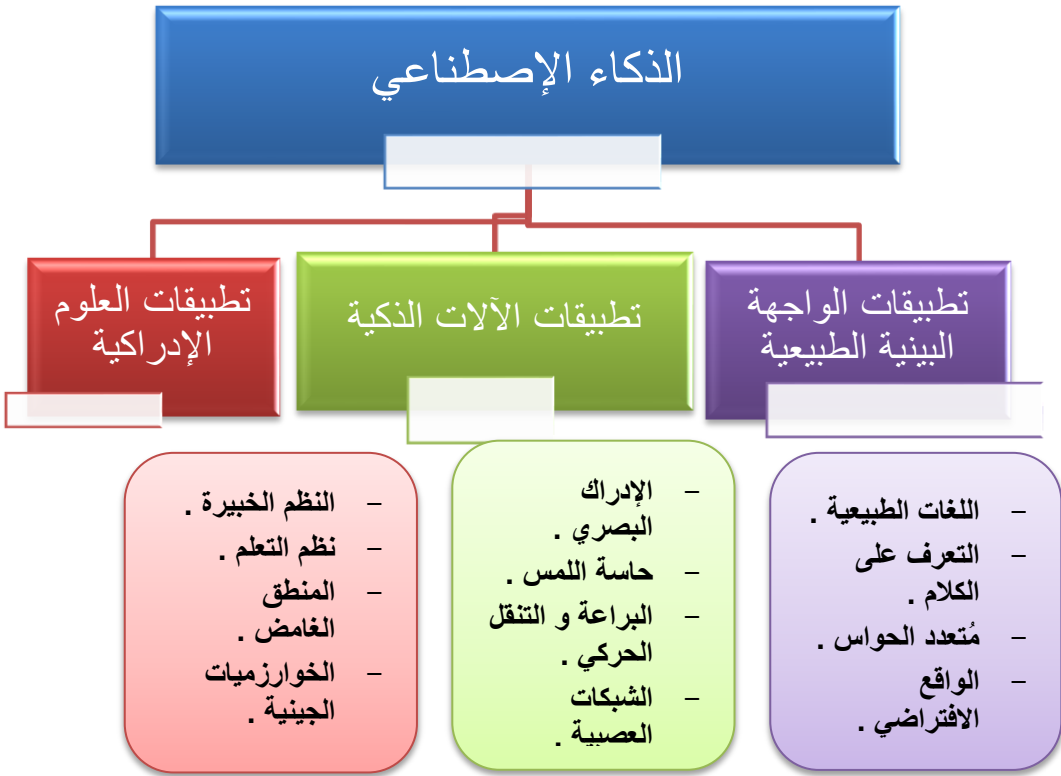 الذكاء الإصطناعي
تطبيقات الواجهة
البينية الطبيعية
تطبيقات الآلات الذكية
تطبيقات العلوم
الإدراكية
- اللغات الطبيعية .
- التعرف على
الكلام .
- مُتعدد الحواس .
- الواقع
الافتراضي .
- الإدراك
البصري .
- حاسة اللمس .
- البراعة و التنقل
الحركي .
- الشبكات
العصبية .
- النظم الخبيرة .
- نظم التعلم .
- المنطق
الغامض .
- الخوارزميات
الجينية .